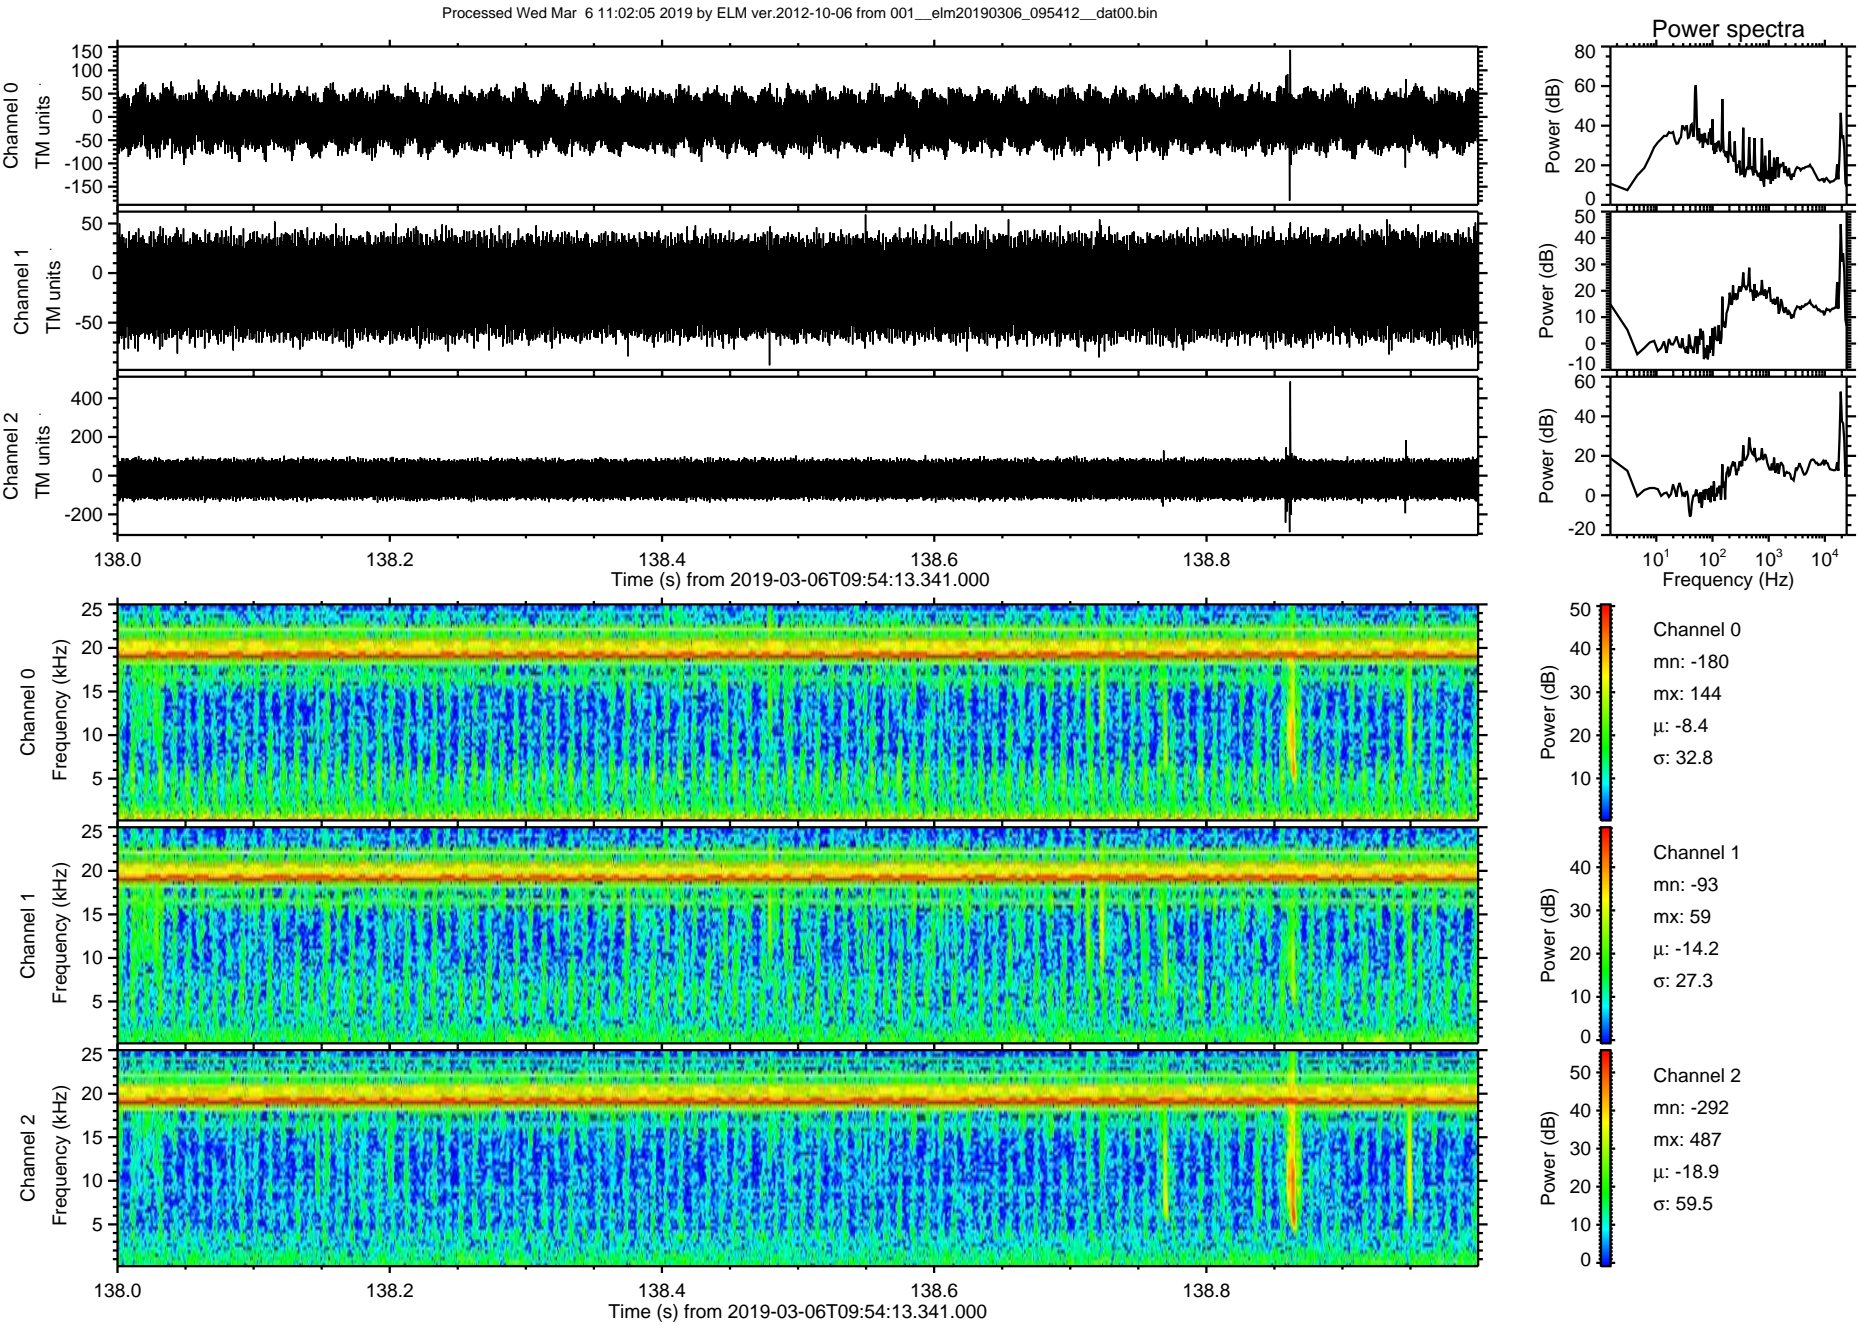 Processed Wed Mar  6 11:02:05 2019 by ELM ver.2012-10-06 from 001__elm20190306_095412__dat00.bin
Power spectra
Channel 0
TM units
150
100
50
0
-50
-100
-150
Power (dB)
80
60
40
20
0
Channel 1
TM units
50
0
-50
Power (dB)
50
40
30
20
10
0
-10
Channel 2
TM units
400
200
0
-200
Power (dB)
60
40
20
0
-20
138.0 138.2 138.4 138.6 138.8
Time (s) from 2019-03-06T09:54:13.341.000
10¹ 10² 10³ 10⁴
Frequency (Hz)
Channel 0
Frequency (kHz)
25
20
15
10
5
Power (dB)
50
40
30
20
10
Channel 0
mn: -180
mx: 144
µ: -8.4
σ: 32.8
Channel 1
Frequency (kHz)
25
20
15
10
5
Power (dB)
40
30
20
10
0
Channel 1
mn: -93
mx: 59
µ: -14.2
σ: 27.3
Channel 2
Frequency (kHz)
25
20
15
10
5
Power (dB)
50
40
30
20
10
0
Channel 2
mn: -292
mx: 487
µ: -18.9
σ: 59.5
138.0 138.2 138.4 138.6 138.8
Time (s) from 2019-03-06T09:54:13.341.000